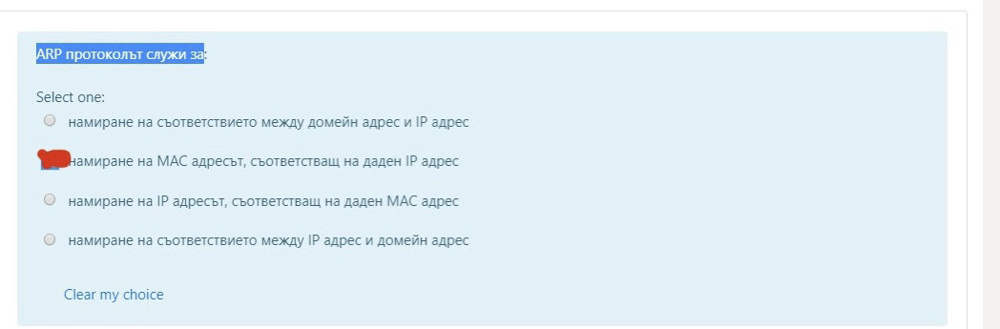 ARP протоколът служи за:
Select one:
намиране на съответствието между домейн адрес и IP адрес
намиране на MAC адресът, съответстващ на даден IP адрес
намиране на IP адресът, съответстващ на даден MAC адрес
намиране на съответствието между IP адрес и домейн адрес
Clear my choice